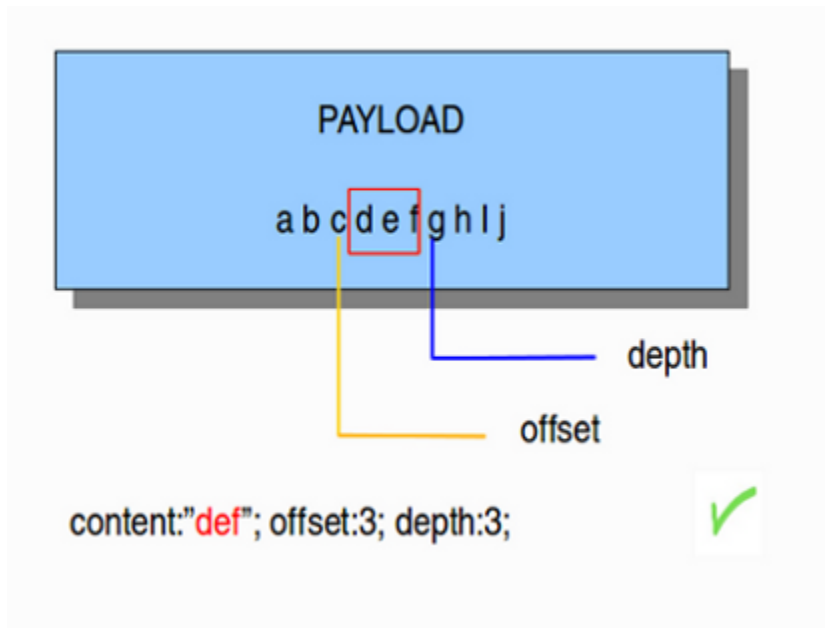 PAYLOAD
a b c d e f g h l j
depth
offset
content:”def”; offset:3; depth:3;